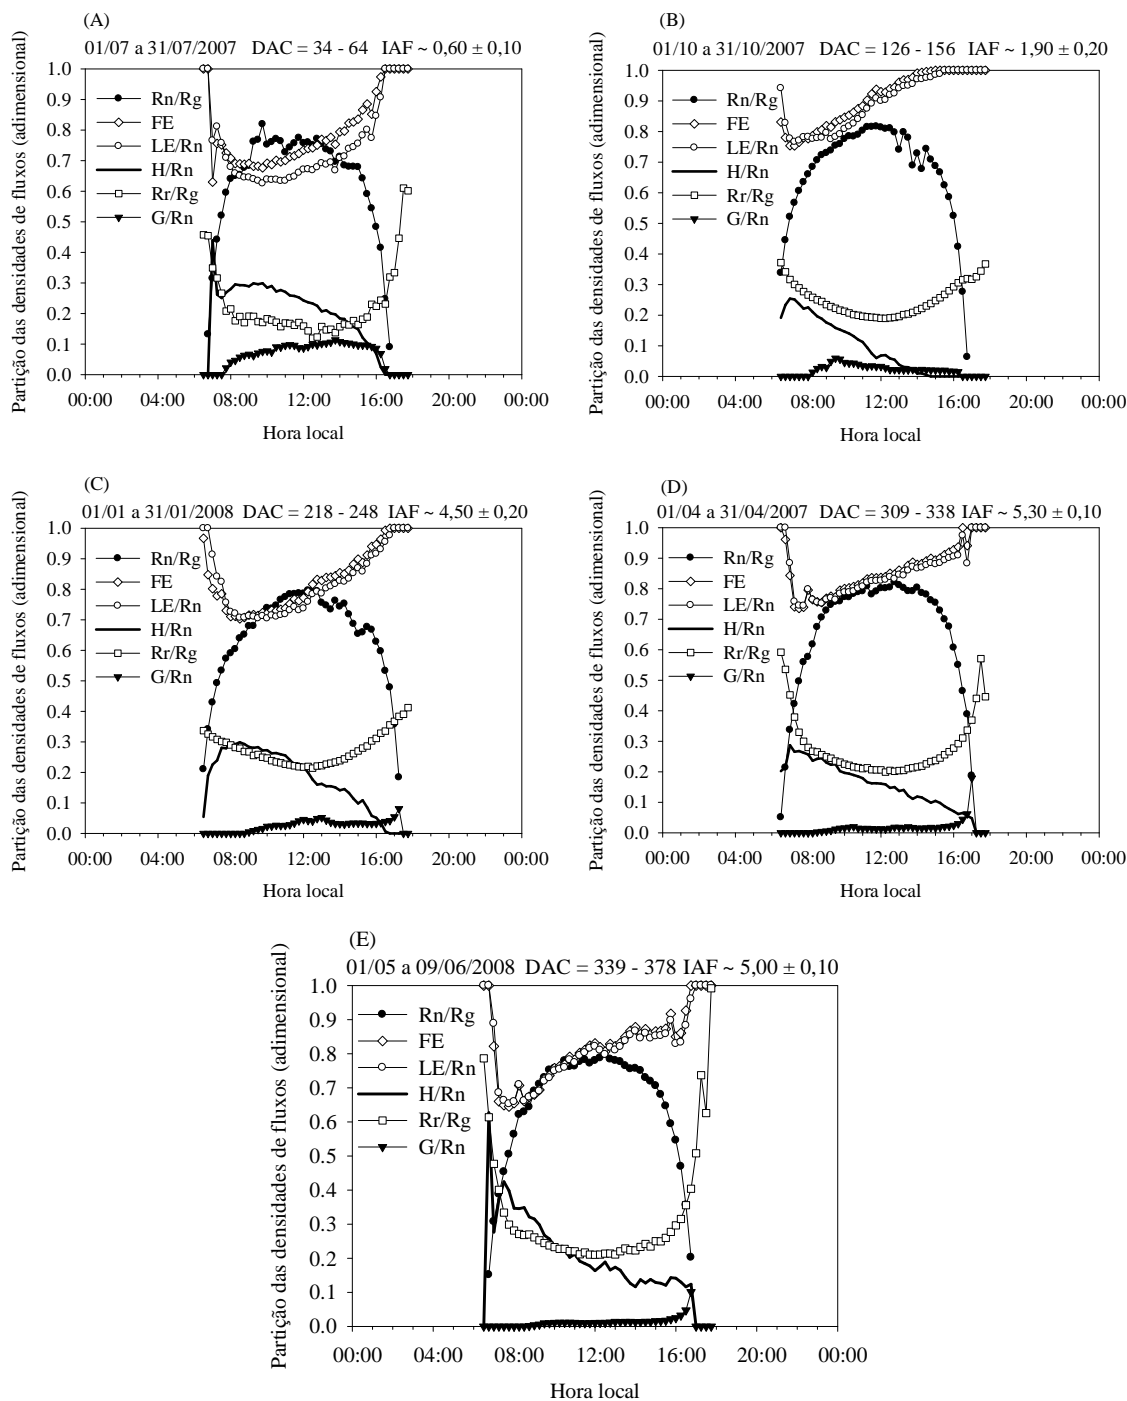 (A)
01/07 a 31/07/2007 DAC = 34 - 64 IAF ~ 0,60 ± 0,10
Partição das densidades de fluxos (adimensional)
1.0
0.9
0.8
0.7
0.6
0.5
0.4
0.3
0.2
0.1
0.0
Rn/Rg
FE
LE/Rn
H/Rn
Rr/Rg
G/Rn
00:00 04:00 08:00 12:00 16:00 20:00 00:00
Hora local
(B)
01/10 a 31/10/2007 DAC = 126 - 156 IAF ~ 1,90 ± 0,20
Partição das densidades de fluxos (adimensional)
1.0
0.9
0.8
0.7
0.6
0.5
0.4
0.3
0.2
0.1
0.0
Rn/Rg
FE
LE/Rn
H/Rn
Rr/Rg
G/Rn
00:00 04:00 08:00 12:00 16:00 20:00 00:00
Hora local
(C)
01/01 a 31/01/2008 DAC = 218 - 248 IAF ~ 4,50 ± 0,20
Partição das densidades de fluxos (adimensional)
1.0
0.9
0.8
0.7
0.6
0.5
0.4
0.3
0.2
0.1
0.0
Rn/Rg
FE
LE/Rn
H/Rn
Rr/Rg
G/Rn
00:00 04:00 08:00 12:00 16:00 20:00 00:00
Hora local
(D)
01/04 a 31/04/2007 DAC = 309 - 338 IAF ~ 5,30 ± 0,10
Partição das densidades de fluxos (adimensional)
1.0
0.9
0.8
0.7
0.6
0.5
0.4
0.3
0.2
0.1
0.0
Rn/Rg
FE
LE/Rn
H/Rn
Rr/Rg
G/Rn
00:00 04:00 08:00 12:00 16:00 20:00 00:00
Hora local
(E)
01/05 a 09/06/2008 DAC = 339 - 378 IAF ~ 5,00 ± 0,10
Partição das densidades de fluxos (adimensional)
1.0
0.9
0.8
0.7
0.6
0.5
0.4
0.3
0.2
0.1
0.0
Rn/Rg
FE
LE/Rn
H/Rn
Rr/Rg
G/Rn
00:00 04:00 08:00 12:00 16:00 20:00 00:00
Hora local